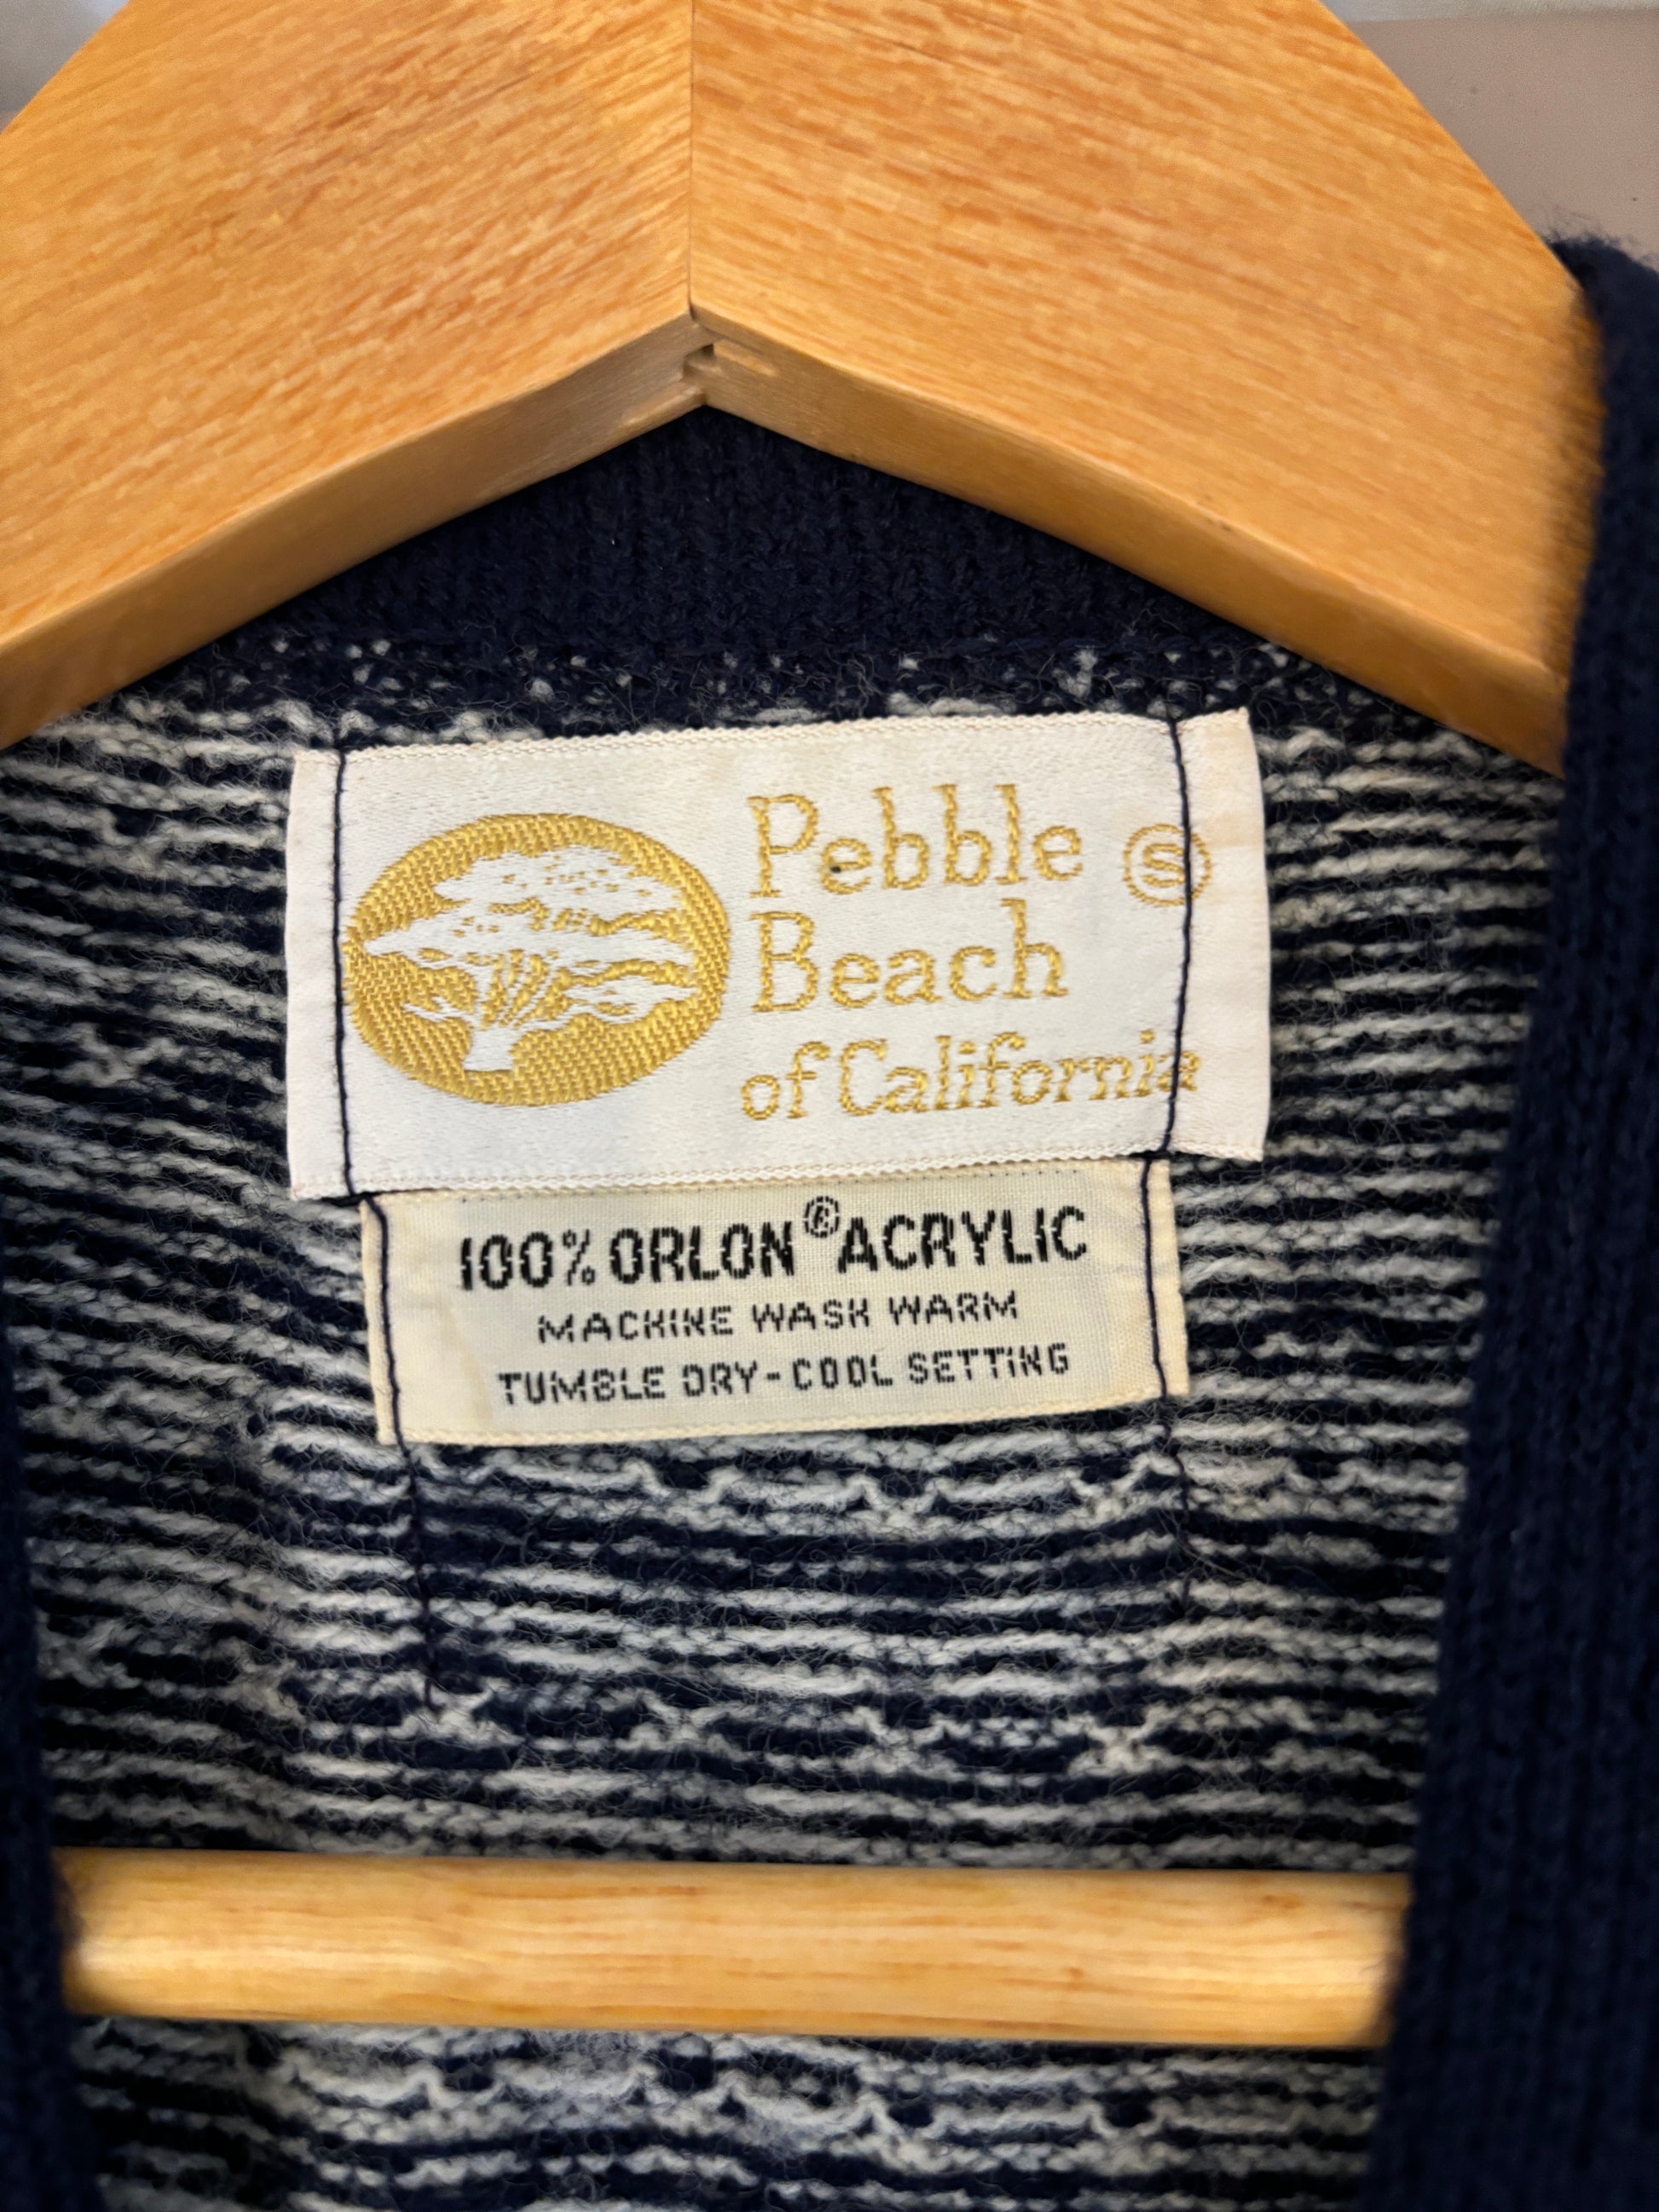 Pebble Ⓢ
Beach
of California
100% ORLON® ACRYLIC
MACHINE WASH WARM
TUMBLE DRY-COOL SETTING